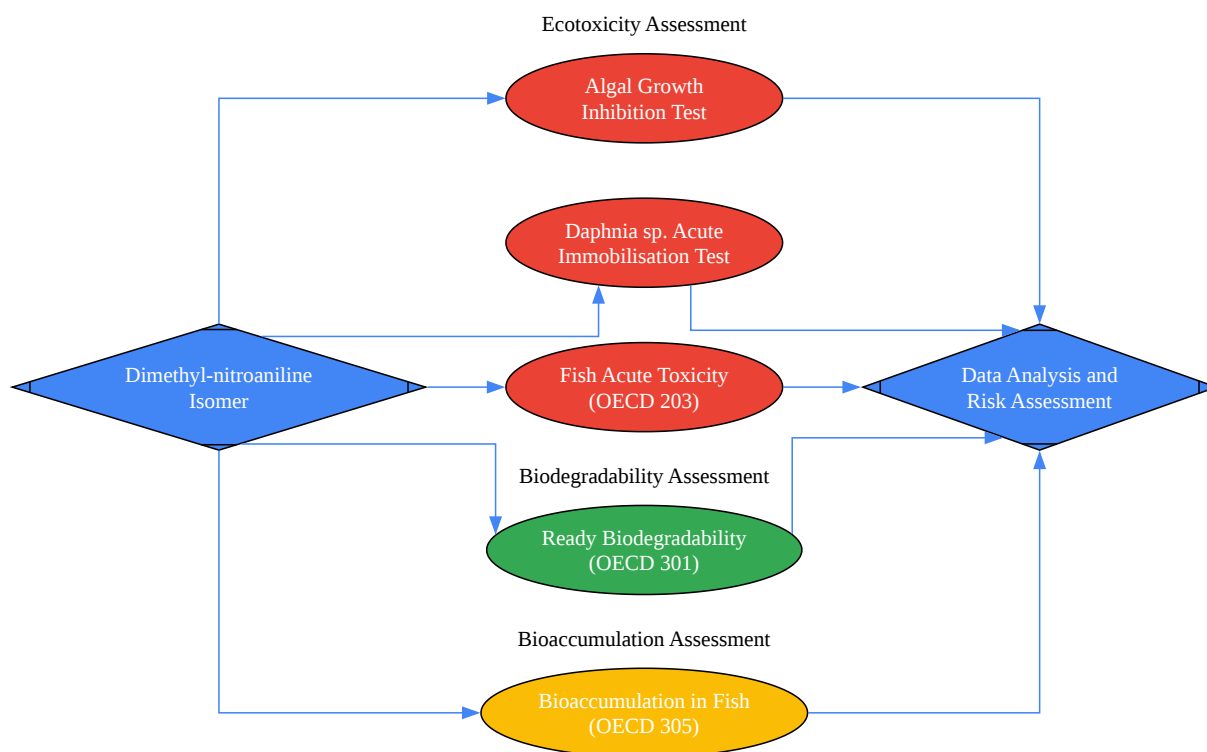 Ecotoxicity Assessment
Algal Growth
Inhibition Test
Daphnia sp. Acute
Immobilisation Test
Dimethyl-nitroaniline
Isomer
Fish Acute Toxicity
(OECD 203)
Data Analysis and
Risk Assessment
Biodegradability Assessment
Ready Biodegradability
(OECD 301)
Bioaccumulation Assessment
Bioaccumulation in Fish
(OECD 305)